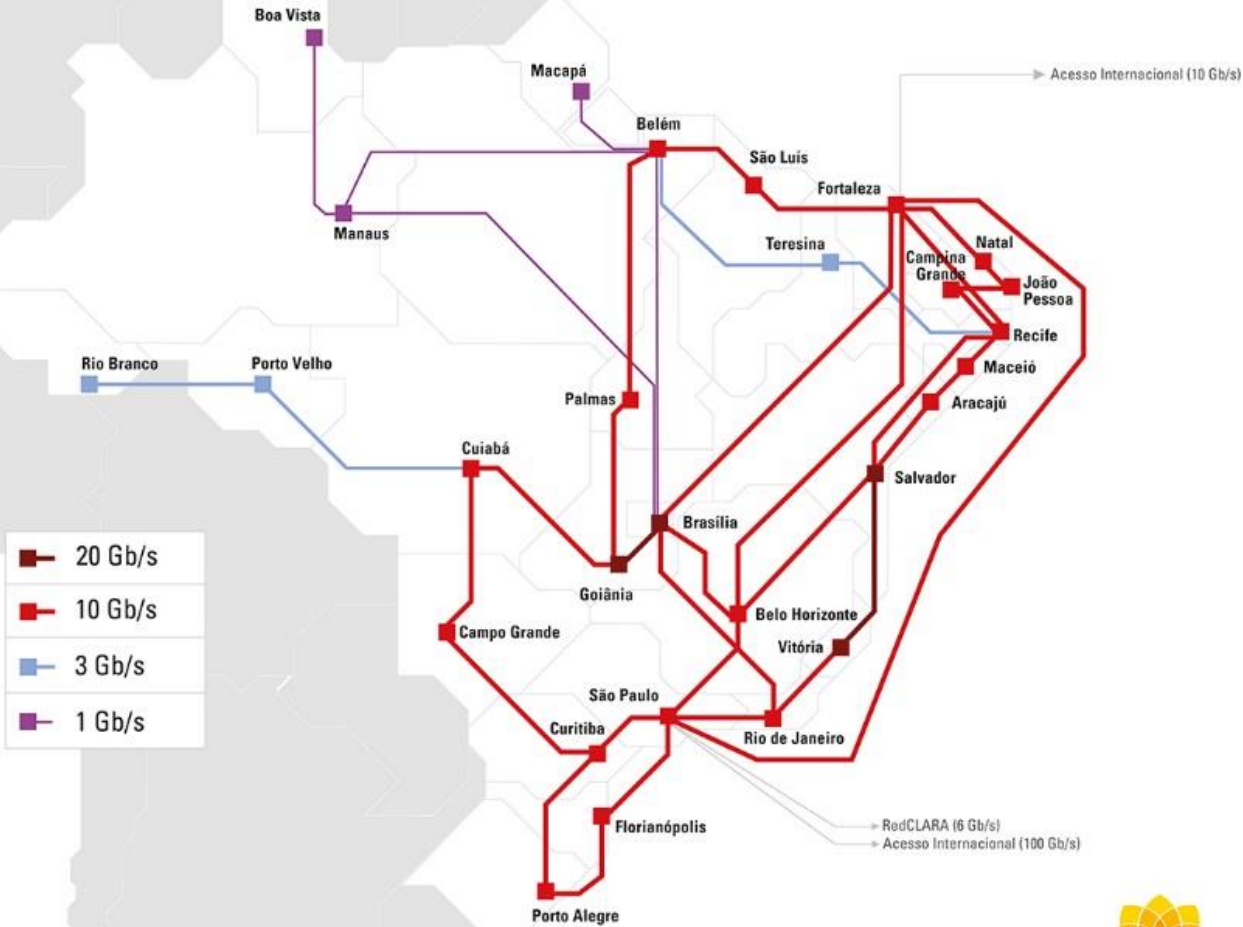 Boa Vista
Macapá
Acesso Internacional (10 Gb/s)
Belém
São Luís
Fortaleza
Manaus
Teresina
Natal
Campina
Grande
João
Pessoa
Recife
Rio Branco
Porto Velho
Maceió
Palmas
Aracajú
Cuiabá
Salvador
Brasília
20 Gb/s
Goiânia
10 Gb/s
Belo Horizonte
Campo Grande
Vitória
3 Gb/s
São Paulo
1 Gb/s
Curitiba
Rio de Janeiro
Florianópolis
RedCLARA (6 Gb/s)
Acesso Internacional (100 Gb/s)
Porto Alegre